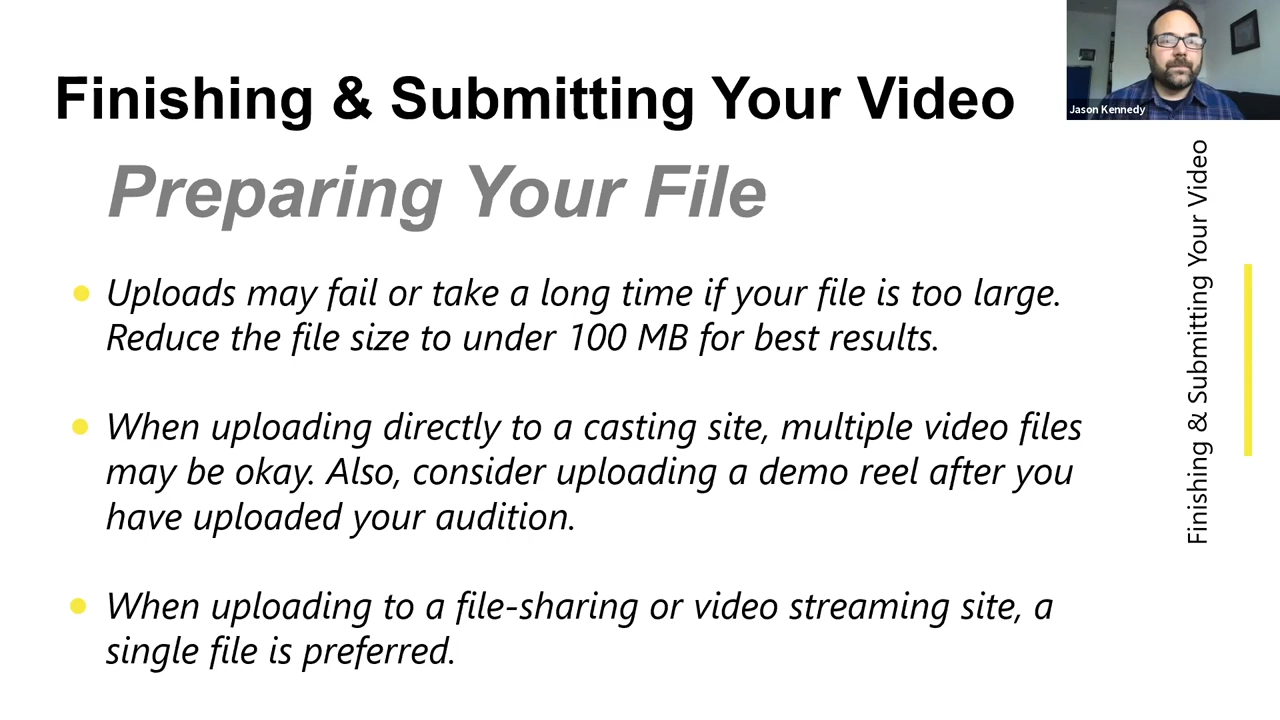 Finishing & Submitting Your Video
Jason Kennedy
Preparing Your File
Uploads may fail or take a long time if your file is too large.
Reduce the file size to under 100 MB for best results.
When uploading directly to a casting site, multiple video files
may be okay. Also, consider uploading a demo reel after you
have uploaded your audition.
When uploading to a file-sharing or video streaming site, a
single file is preferred.
Finishing & Submitting Your Video